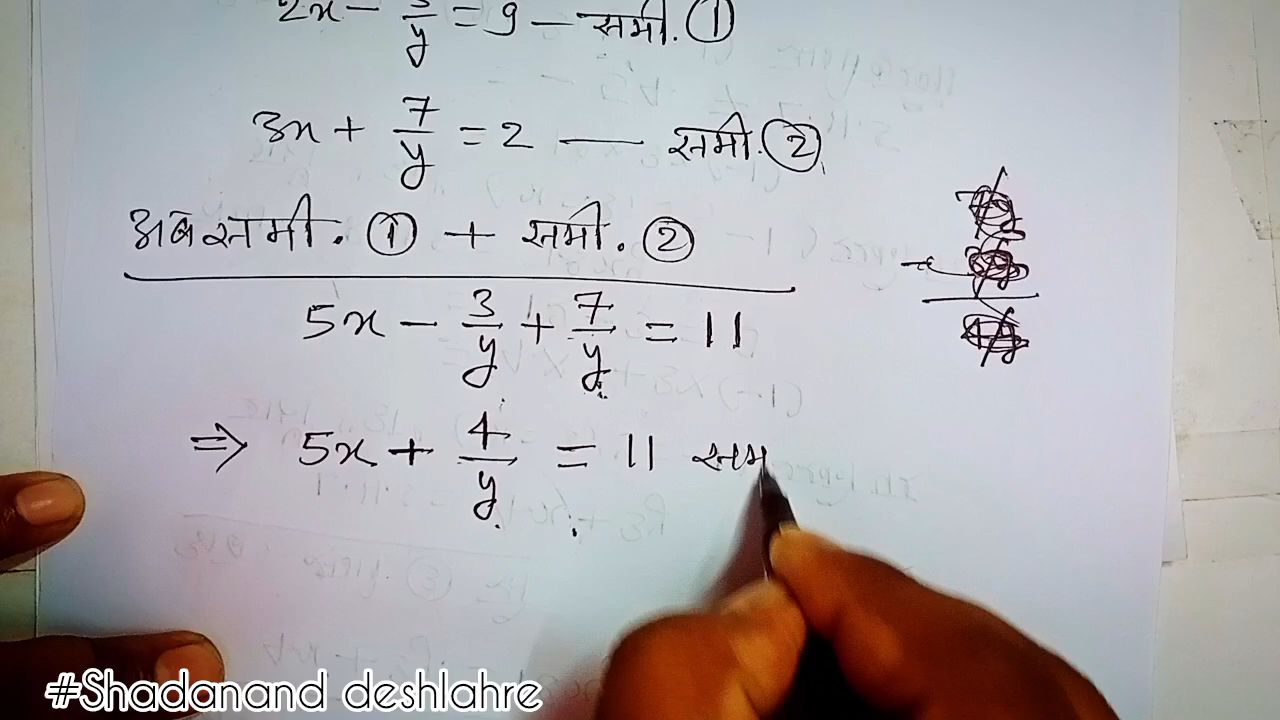 2x - 3/y = 9 — समी. ①
3x + 7/y = 2 — समी. ②
अब समी. ① + समी. ②
5x - 3/y + 7/y = 11
⇒ 5x + 4/y = 11 सम
#Shadanand deshlahre